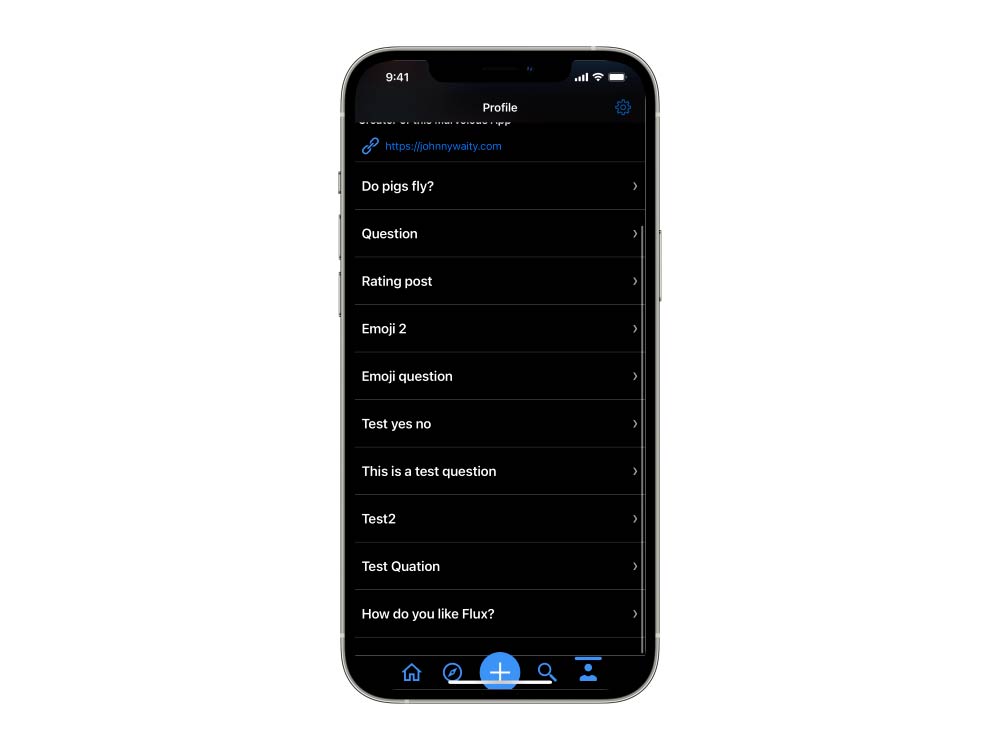 9:41
Profile
Creator of this Marvelous App
https://johnnywaity.com
Do pigs fly?
Question
Rating post
Emoji 2
Emoji question
Test yes no
This is a test question
Test2
Test Quation
How do you like Flux?